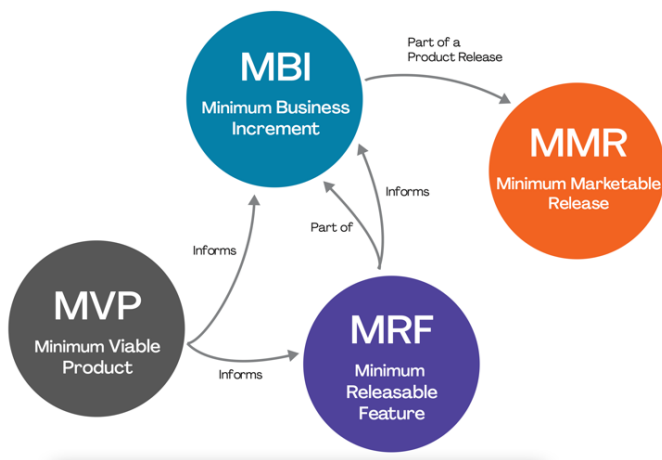 MBI
Minimum Business
Increment
Part of a
Product Release
MMR
Minimum Marketable
Release
Informs
Part of
Informs
MVP
Minimum Viable
Product
Informs
MRF
Minimum
Releasable
Feature